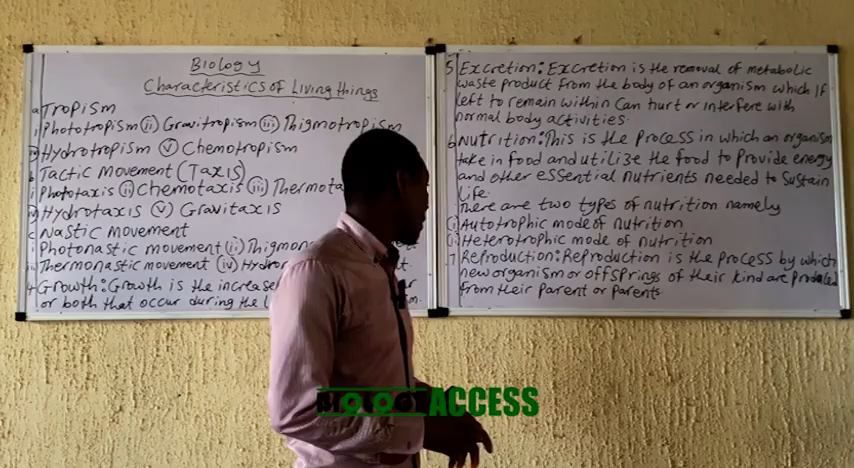 Biology
Characteristics of Living things
a Tropism
i Phototropism (ii) Gravitropism (iii) Thigmotropism
(iv) Hydrotropism (v) Chemotropism
b Tactic movement (Taxis)
i Phototaxis (ii) Chemotaxis (iii) Thermota
(iv) Hydrotaxis (v) Gravitaxis
c Nastic movement
i Photonastic movement (ii) Thigmon
iii Thermonastic movement (iv) Hydro
4 Growth: Growth is the increase
or both that occur during the
5 Excretion: Excretion is the removal of metabolic
waste product from the body of an organism which If
left to remain within can hurt or interfere with
normal body activities.
6 Nutrition: This is the process in which an organism
take in food and utilize the food to provide energy
and other essential nutrients needed to sustain
Life.
There are two types of nutrition namely
(i) Autotrophic mode of nutrition
(ii) Heterotrophic mode of nutrition
7 Reproduction: Reproduction is the process by which
new organism or offsprings of their kind are produced
from their parent or parents.
BIOLOGY ACCESS